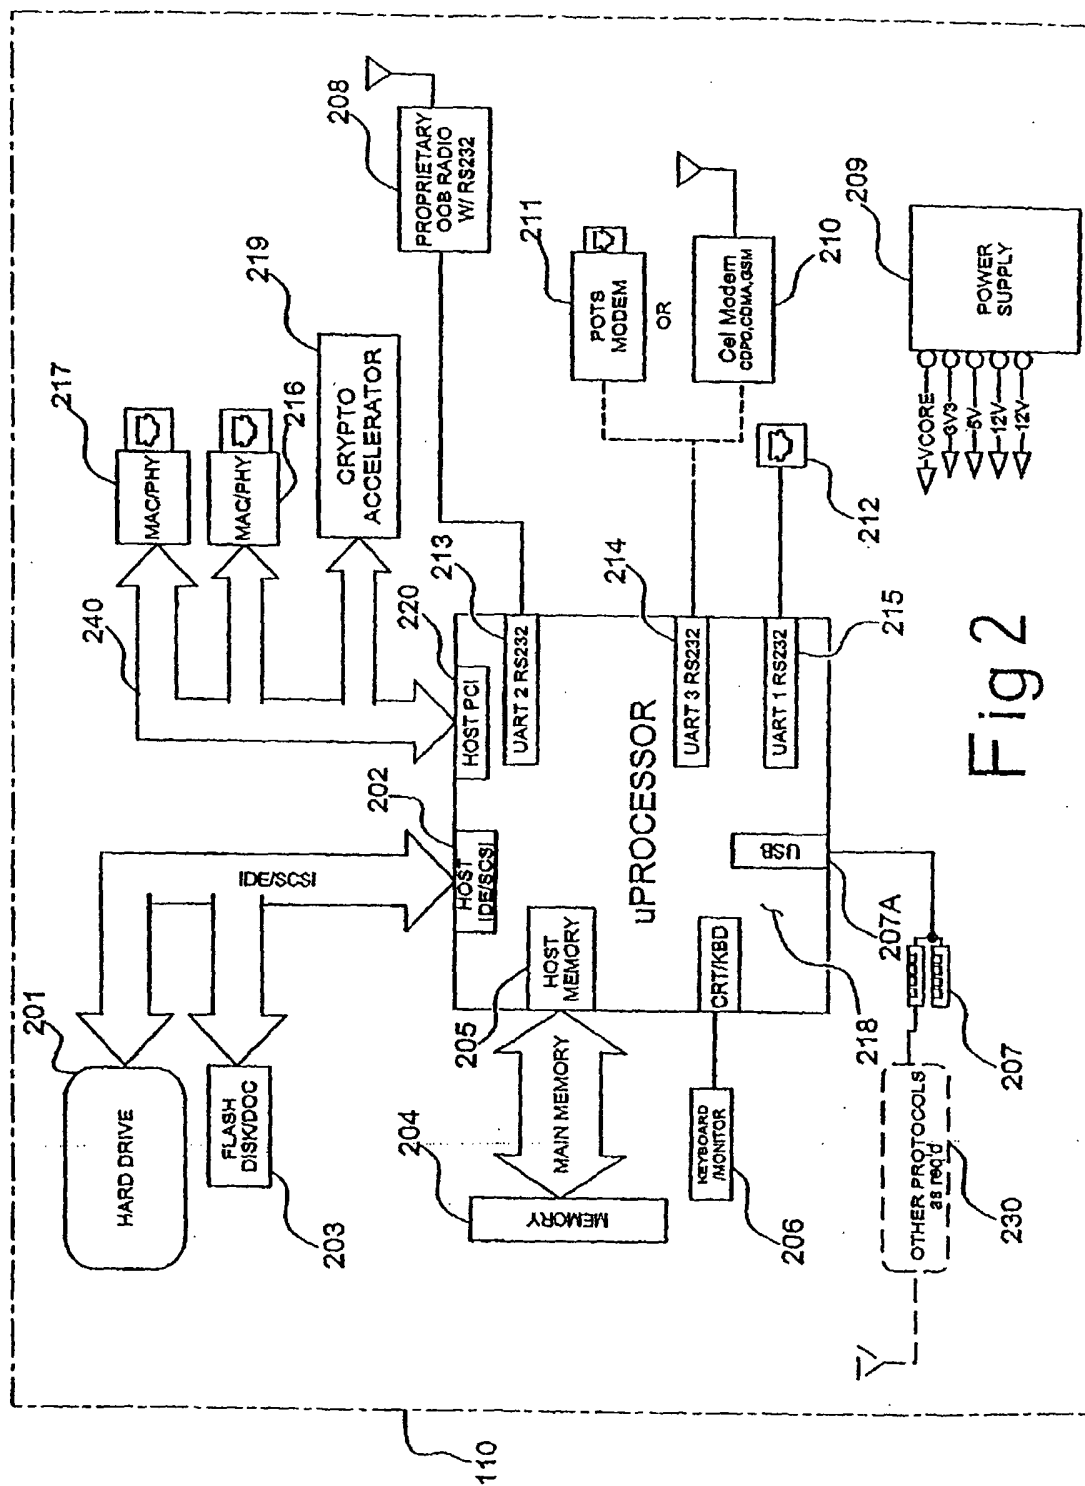 110
201
HARD DRIVE
240
217
MAC/PHY
FLASH
DISK/DOC
203
IDE/SCSI
MAC/PHY
216
219
CRYPTO
ACCELERATOR
208
PROPRIETARY
OOB RADIO
W/ RS232
202
220
213
HOST
IDE/SCSI
HOST PCI
UART 2 RS232
204
205
HOST
MEMORY
MAIN MEMORY
MEMORY
uPROCESSOR
211
POTS
MODEM
OR
214
UART 3 RS232
Cel Modem
CDPD,CDMA,GSM
210
CRT/KBD
KEYBOARD
/MONITOR
206
USB
UART 1 RS232
215
212
218
207A
207
OTHER PROTOCOLS
as req'd
230
209
POWER
SUPPLY
VCORE
3V3
5V
12V
12V
Fig 2